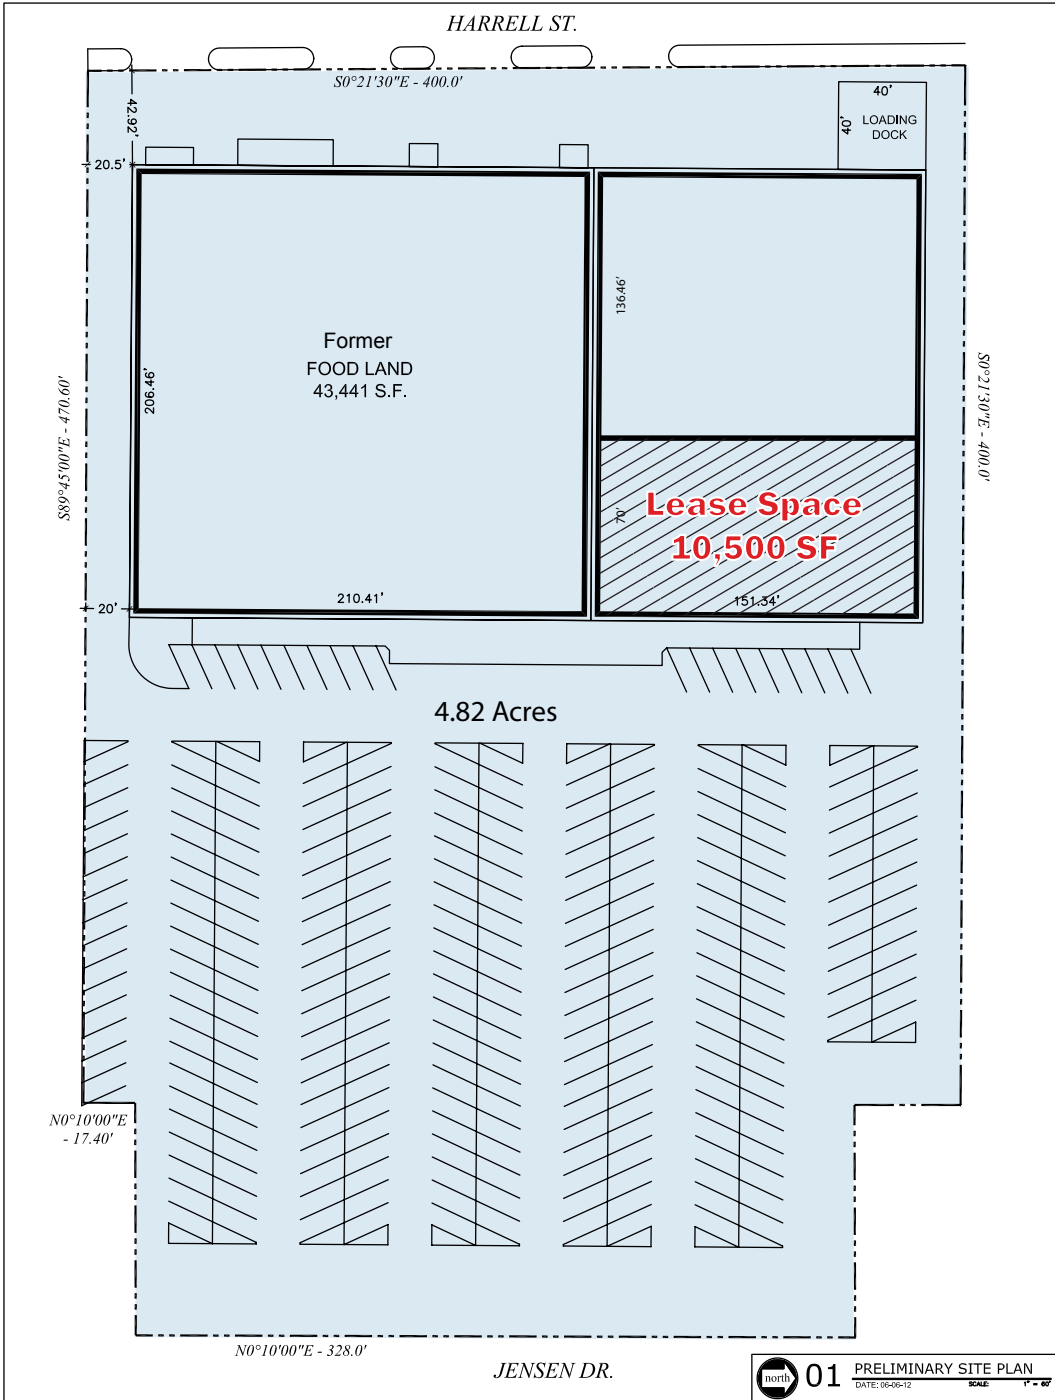 HARRELL ST.
S0°21'30"E - 400.0'
42.92'
40'
40'
LOADING
DOCK
20.5'
136.46'
Former
FOOD LAND
43,441 S.F.
206.46'
S89°45'00"E - 470.60'
S0°21'30"E - 400.0'
Lease Space
10,500 SF
70'
151.34'
210.41'
20'
4.82 Acres
N0°10'00"E
- 17.40'
N0°10'00"E - 328.0'
JENSEN DR.
north
01
PRELIMINARY SITE PLAN
DATE: 06-06-12
SCALE: 1" = 60'